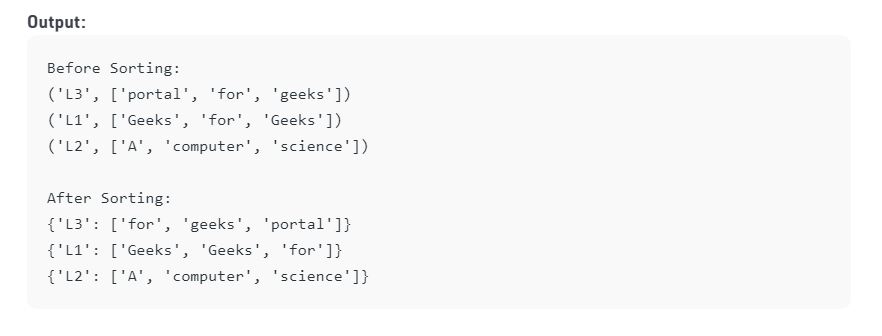 Output:
Before Sorting:
('L3', ['portal', 'for', 'geeks'])
('L1', ['Geeks', 'for', 'Geeks'])
('L2', ['A', 'computer', 'science'])
After Sorting:
{'L3': ['for', 'geeks', 'portal']}
{'L1': ['Geeks', 'Geeks', 'for']}
{'L2': ['A', 'computer', 'science']}